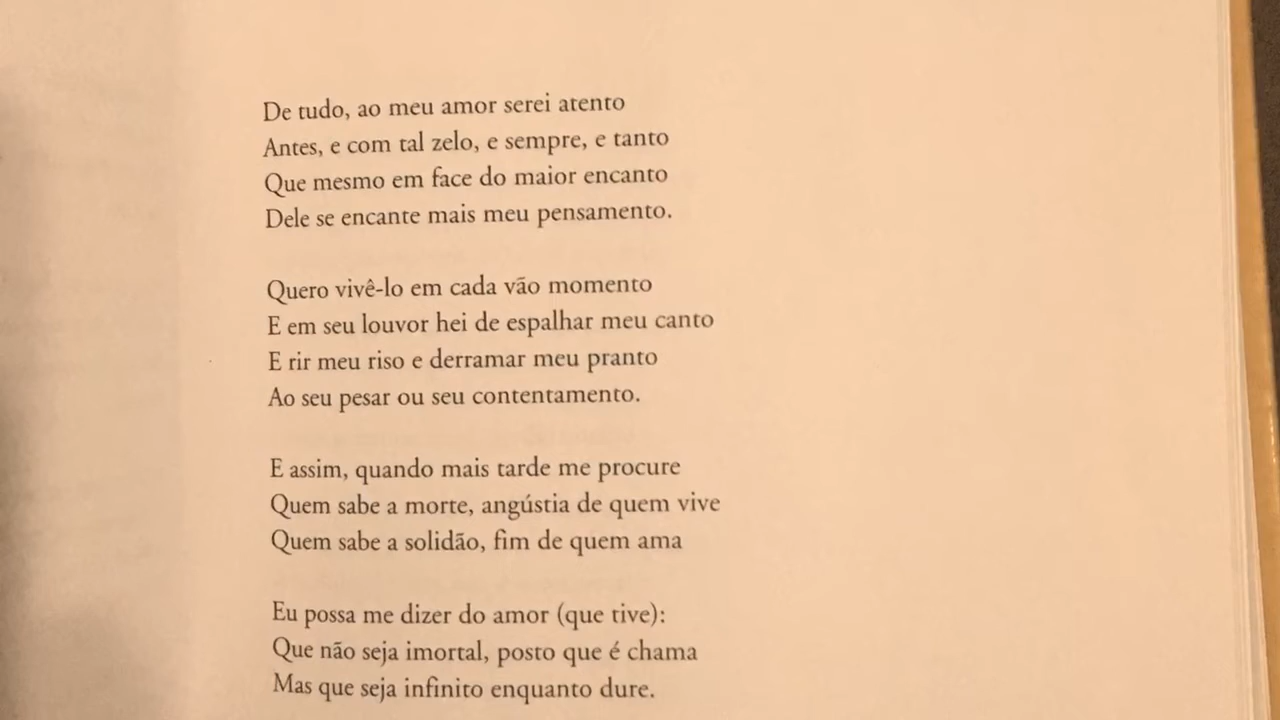 De tudo, ao meu amor serei atento
Antes, e com tal zelo, e sempre, e tanto
Que mesmo em face do maior encanto
Dele se encante mais meu pensamento.
Quero vivê-lo em cada vão momento
E em seu louvor hei de espalhar meu canto
E rir meu riso e derramar meu pranto
Ao seu pesar ou seu contentamento.
E assim, quando mais tarde me procure
Quem sabe a morte, angústia de quem vive
Quem sabe a solidão, fim de quem ama
Eu possa me dizer do amor (que tive):
Que não seja imortal, posto que é chama
Mas que seja infinito enquanto dure.